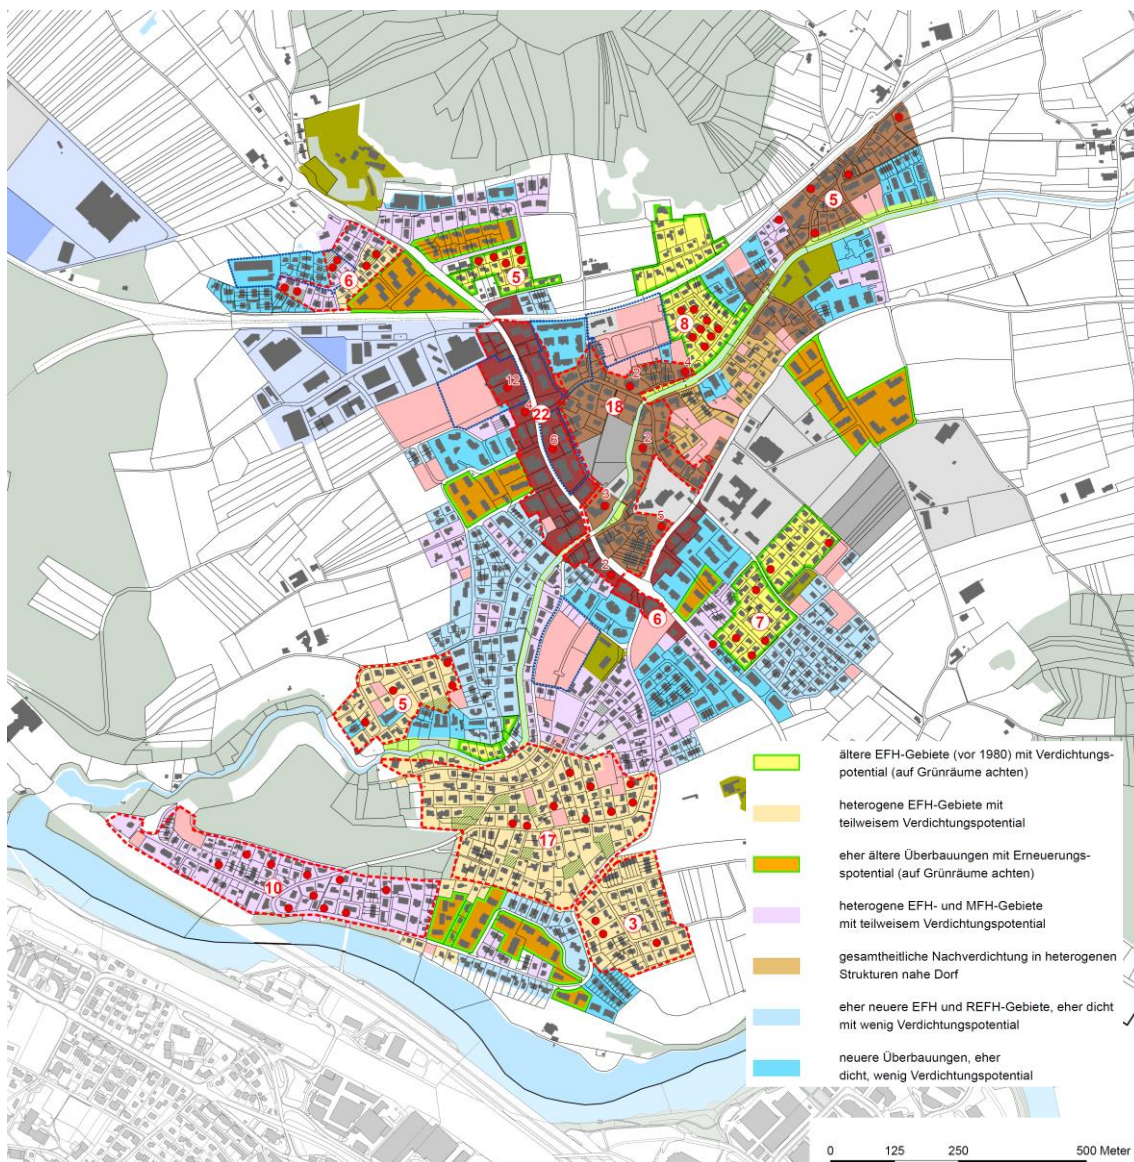 5
6
5
8
4
2
12
18
4
22
6
2
3
5
2
7
6
5
17
10
3
ältere EFH-Gebiete (vor 1980) mit Verdichtungs-
potential (auf Grünräume achten)
heterogene EFH-Gebiete mit
teilweisem Verdichtungspotential
eher ältere Überbauungen mit Erneuerungs-
spotential (auf Grünräume achten)
heterogene EFH- und MFH-Gebiete
mit teilweisem Verdichtungspotential
gesamtheitliche Nachverdichtung in heterogenen
Strukturen nahe Dorf
eher neuere EFH und REFH-Gebiete, eher dicht
mit wenig Verdichtungspotential
neuere Überbauungen, eher
dicht, wenig Verdichtungspotential
0 125 250 500 Meter